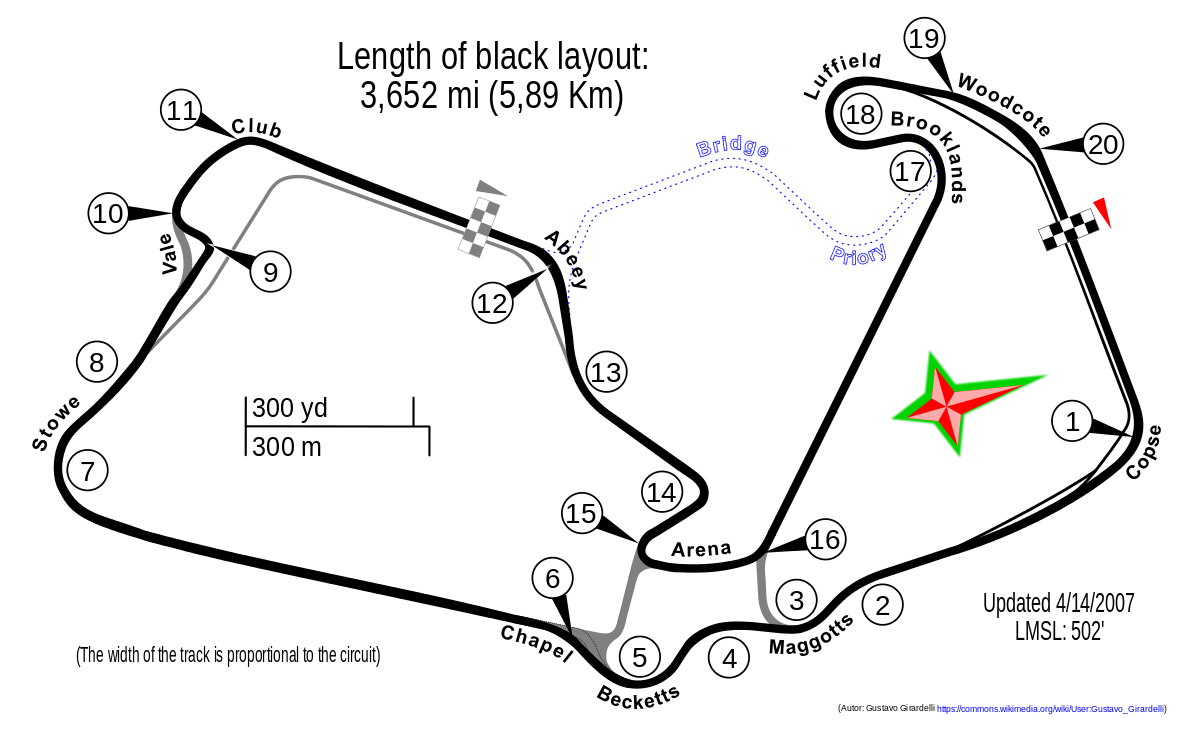 Length of black layout:
3,652 mi (5,89 Km)
19
Luffield
Woodcote
11
Club
18
Brooklands
20
Bridge
17
10
Vale
Abeey
Priory
9
12
8
13
300 yd
300 m
Stowe
1
Copse
7
14
15
16
Arena
6
3
2
Updated 4/14/2007
LMSL: 502'
Chapel
Maggotts
(The width of the track is proportional to the circuit)
5
4
Becketts
(Autor: Gustavo Girardelli https://commons.wikimedia.org/wiki/User:Gustavo_Girardelli)